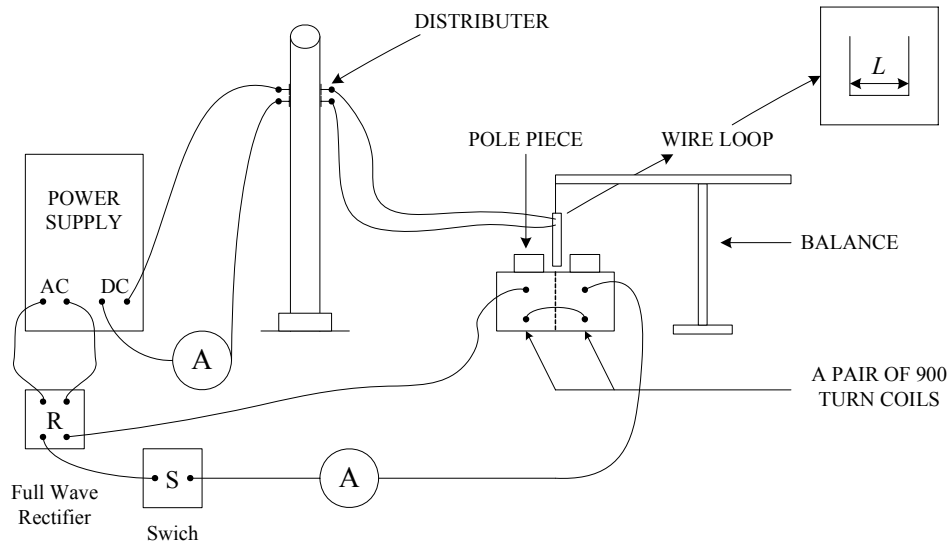 DISTRIBUTER
L
POLE PIECE
WIRE LOOP
POWER
SUPPLY
BALANCE
AC
DC
A
A PAIR OF 900
TURN COILS
R
S
A
Full Wave
Rectifier
Swich